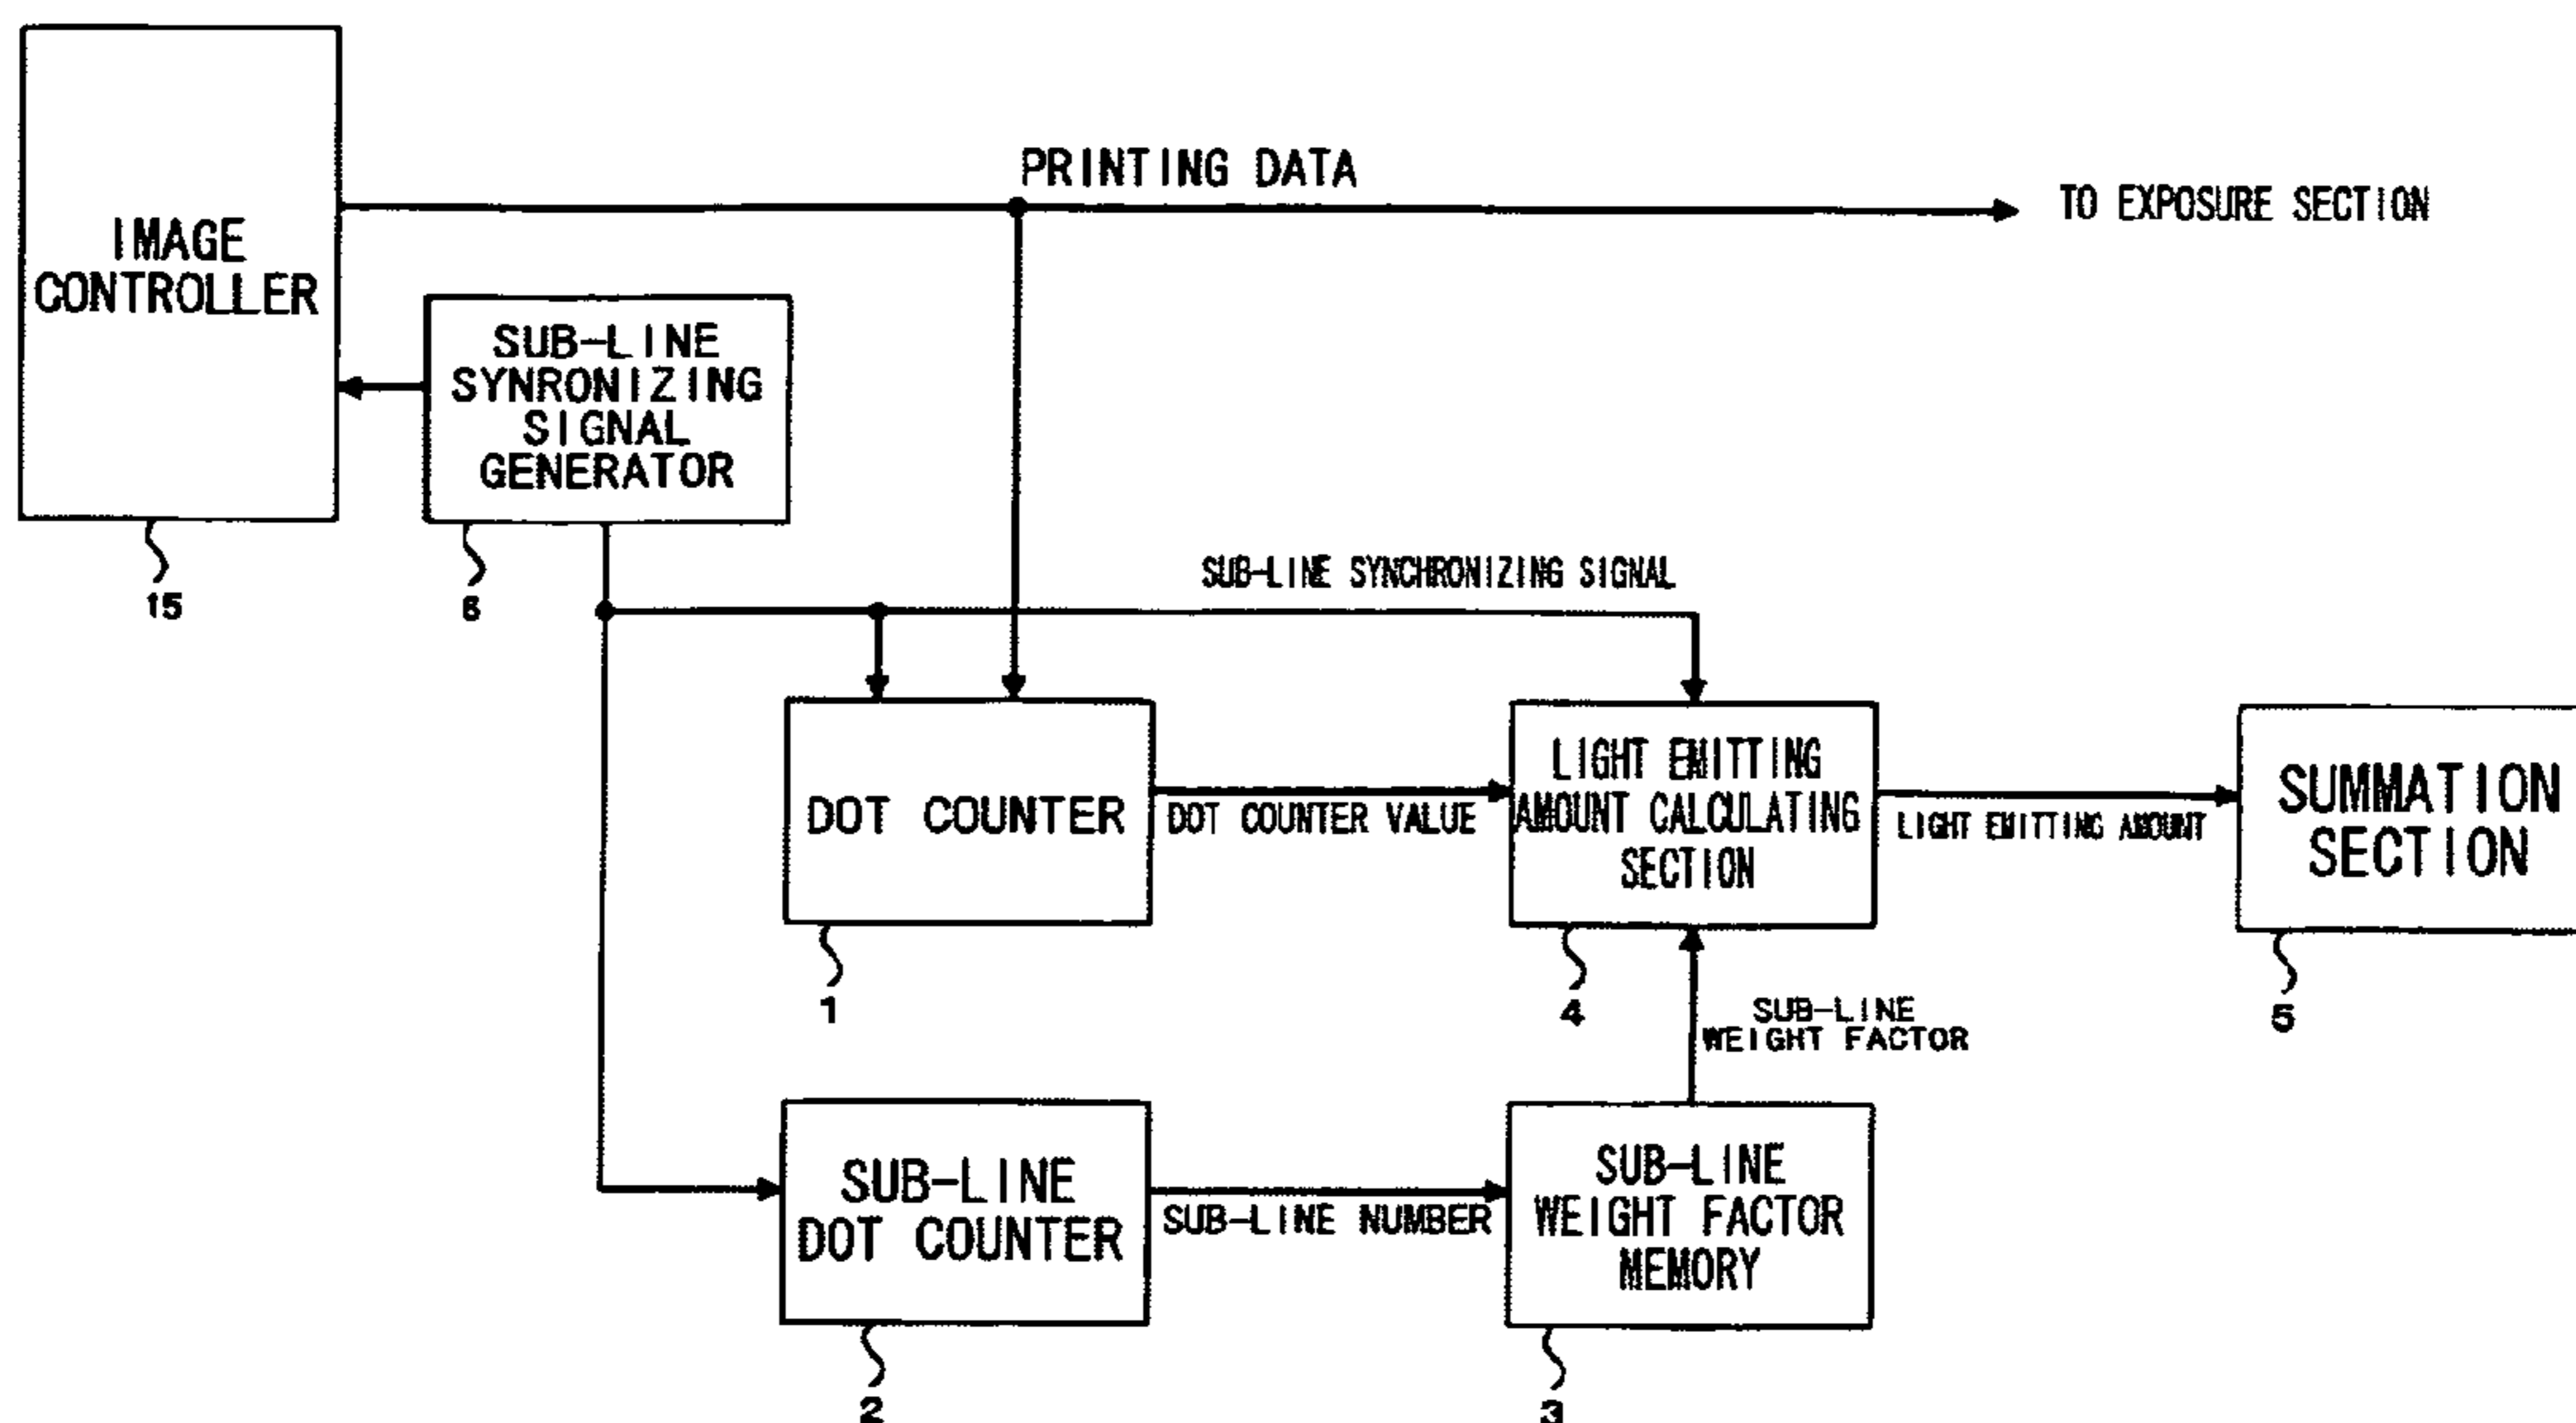 PRINTING DATA
TO EXPOSURE SECTION
IMAGE
CONTROLLER
15
SUB-LINE
SYNRONIZING
SIGNAL
GENERATOR
6
SUB-LINE SYNCHRONIZING SIGNAL
DOT COUNTER
1
DOT COUNTER VALUE
LIGHT EMITTING
AMOUNT CALCULATING
SECTION
4
LIGHT EMITTING AMOUNT
SUMMATION
SECTION
5
SUB-LINE
WEIGHT FACTOR
SUB-LINE
DOT COUNTER
2
SUB-LINE NUMBER
SUB-LINE
WEIGHT FACTOR
MEMORY
3